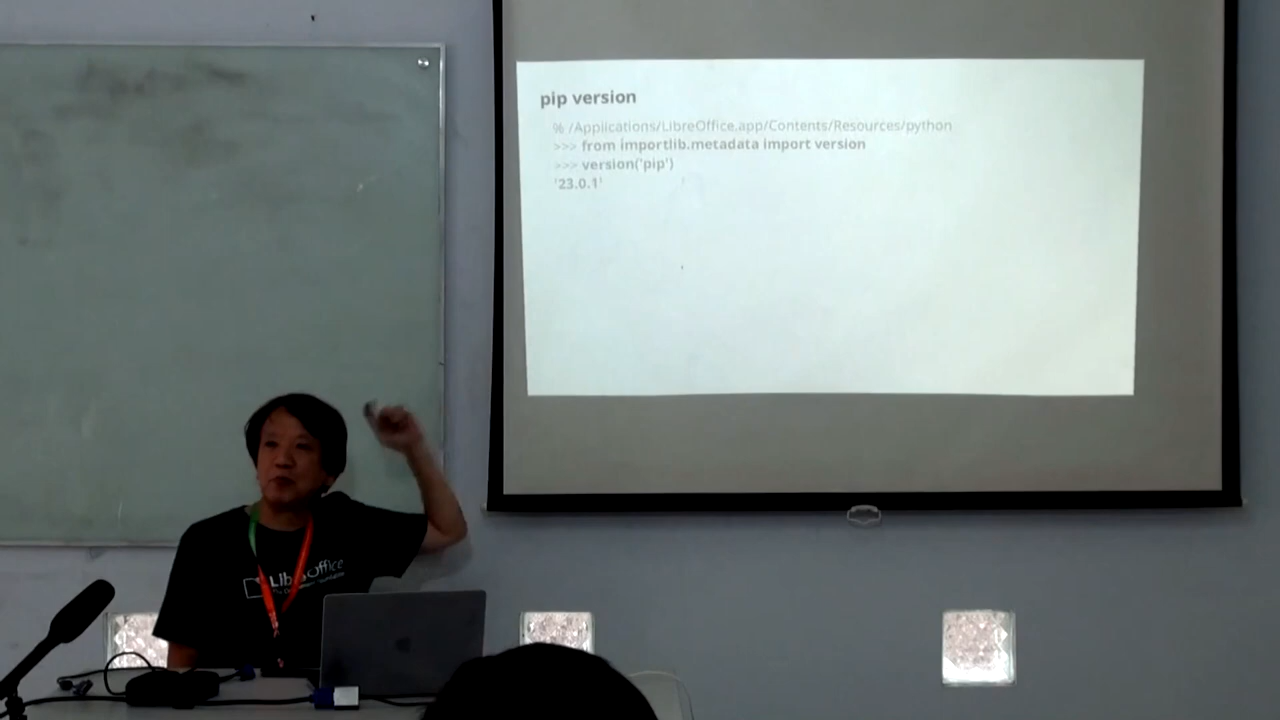 pip version
% /Applications/LibreOffice.app/Contents/Resources/python
>>> from importlib.metadata import version
>>> version('pip')
'23.0.1'
LibreOffice